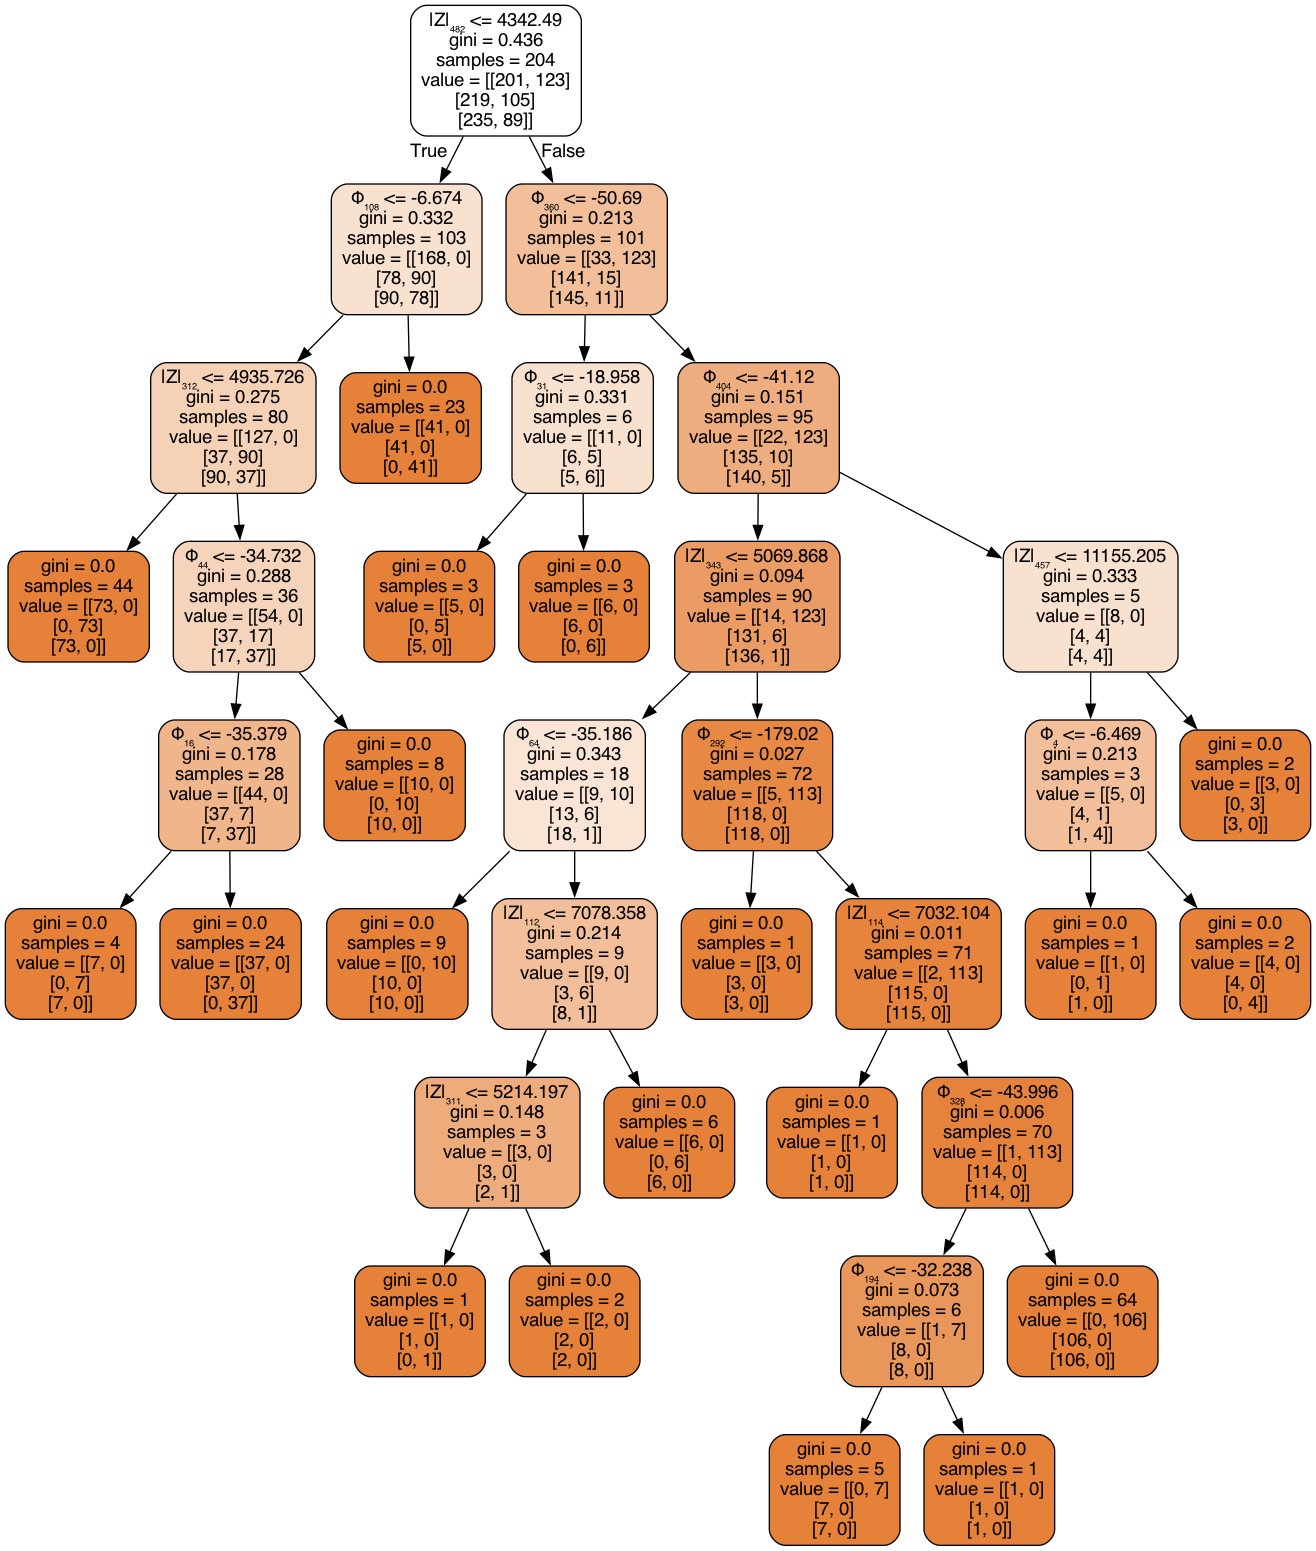 |Z|₄₈₂ <= 4342.49
gini = 0.436
samples = 204
value = [[201, 123]
[219, 105]
[235, 89]]
True
False
Φ₁₀₈ <= -6.674
gini = 0.332
samples = 103
value = [[168, 0]
[78, 90]
[90, 78]]
Φ₃₆₀ <= -50.69
gini = 0.213
samples = 101
value = [[33, 123]
[141, 15]
[145, 11]]
|Z|₃₁₂ <= 4935.726
gini = 0.275
samples = 80
value = [[127, 0]
[37, 90]
[90, 37]]
gini = 0.0
samples = 23
value = [[41, 0]
[41, 0]
[0, 41]]
Φ₃₁ <= -18.958
gini = 0.331
samples = 6
value = [[11, 0]
[6, 5]
[5, 6]]
Φ₄₀₄ <= -41.12
gini = 0.151
samples = 95
value = [[22, 123]
[135, 10]
[140, 5]]
gini = 0.0
samples = 44
value = [[73, 0]
[0, 73]
[73, 0]]
Φ₄₄ <= -34.732
gini = 0.288
samples = 36
value = [[54, 0]
[37, 17]
[17, 37]]
gini = 0.0
samples = 3
value = [[5, 0]
[0, 5]
[5, 0]]
gini = 0.0
samples = 3
value = [[6, 0]
[6, 0]
[0, 6]]
|Z|₃₄₃ <= 5069.868
gini = 0.094
samples = 90
value = [[14, 123]
[131, 6]
[136, 1]]
|Z|₄₅₇ <= 11155.205
gini = 0.333
samples = 5
value = [[8, 0]
[4, 4]
[4, 4]]
Φ₁₆ <= -35.379
gini = 0.178
samples = 28
value = [[44, 0]
[37, 7]
[7, 37]]
gini = 0.0
samples = 8
value = [[10, 0]
[0, 10]
[10, 0]]
Φ₆₄ <= -35.186
gini = 0.343
samples = 18
value = [[9, 10]
[13, 6]
[18, 1]]
Φ₂₉₂ <= -179.02
gini = 0.027
samples = 72
value = [[5, 113]
[118, 0]
[118, 0]]
Φ₄ <= -6.469
gini = 0.213
samples = 3
value = [[5, 0]
[4, 1]
[1, 4]]
gini = 0.0
samples = 2
value = [[3, 0]
[0, 3]
[3, 0]]
gini = 0.0
samples = 4
value = [[7, 0]
[0, 7]
[7, 0]]
gini = 0.0
samples = 24
value = [[37, 0]
[37, 0]
[0, 37]]
gini = 0.0
samples = 9
value = [[0, 10]
[10, 0]
[10, 0]]
|Z|₁₁₂ <= 7078.358
gini = 0.214
samples = 9
value = [[9, 0]
[3, 6]
[8, 1]]
gini = 0.0
samples = 1
value = [[3, 0]
[3, 0]
[3, 0]]
|Z|₁₁₄ <= 7032.104
gini = 0.011
samples = 71
value = [[2, 113]
[115, 0]
[115, 0]]
gini = 0.0
samples = 1
value = [[1, 0]
[0, 1]
[1, 0]]
gini = 0.0
samples = 2
value = [[4, 0]
[4, 0]
[0, 4]]
|Z|₃₁₁ <= 5214.197
gini = 0.148
samples = 3
value = [[3, 0]
[3, 0]
[2, 1]]
gini = 0.0
samples = 6
value = [[6, 0]
[0, 6]
[6, 0]]
gini = 0.0
samples = 1
value = [[1, 0]
[1, 0]
[1, 0]]
Φ₃₂₈ <= -43.996
gini = 0.006
samples = 70
value = [[1, 113]
[114, 0]
[114, 0]]
gini = 0.0
samples = 1
value = [[1, 0]
[1, 0]
[0, 1]]
gini = 0.0
samples = 2
value = [[2, 0]
[2, 0]
[2, 0]]
Φ₁₉₄ <= -32.238
gini = 0.073
samples = 6
value = [[1, 7]
[8, 0]
[8, 0]]
gini = 0.0
samples = 64
value = [[0, 106]
[106, 0]
[106, 0]]
gini = 0.0
samples = 5
value = [[0, 7]
[7, 0]
[7, 0]]
gini = 0.0
samples = 1
value = [[1, 0]
[1, 0]
[1, 0]]